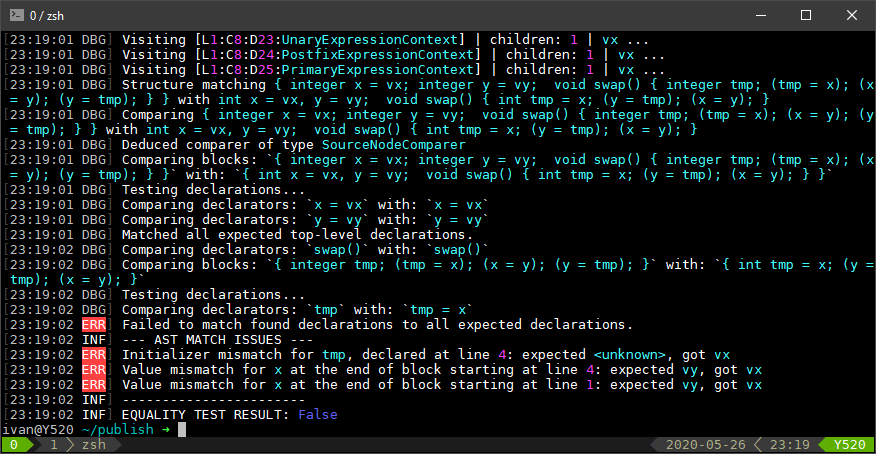 0 / zsh
[23:19:01 DBG] Visiting [L1:C8:D23:UnaryExpressionContext] | children: 1 | vx ...
[23:19:01 DBG] Visiting [L1:C8:D24:PostfixExpressionContext] | children: 1 | vx ...
[23:19:01 DBG] Visiting [L1:C8:D25:PrimaryExpressionContext] | children: 1 | vx ...
[23:19:01 DBG] Structure matching { integer x = vx; integer y = vy;  void swap() { integer tmp; (tmp = x); (x
= y); (y = tmp); } } with int x = vx, y = vy;  void swap() { int tmp = x; (y = tmp); (x = y); }
[23:19:01 DBG] Comparing { integer x = vx; integer y = vy;  void swap() { integer tmp; (tmp = x); (x = y); (y
= tmp); } } with int x = vx, y = vy;  void swap() { int tmp = x; (y = tmp); (x = y); }
[23:19:01 DBG] Deduced comparer of type SourceNodeComparer
[23:19:01 DBG] Comparing blocks: `{ integer x = vx; integer y = vy;  void swap() { integer tmp; (tmp = x); (x
= y); (y = tmp); } }` with: `{ int x = vx, y = vy;  void swap() { int tmp = x; (y = tmp); (x = y); } }`
[23:19:01 DBG] Testing declarations...
[23:19:01 DBG] Comparing declarators: `x = vx` with: `x = vx`
[23:19:01 DBG] Comparing declarators: `y = vy` with: `y = vy`
[23:19:01 DBG] Matched all expected top-level declarations.
[23:19:02 DBG] Comparing declarators: `swap()` with: `swap()`
[23:19:02 DBG] Comparing blocks: `{ integer tmp; (tmp = x); (x = y); (y = tmp); }` with: `{ int tmp = x; (y =
tmp); (x = y); }`
[23:19:02 DBG] Testing declarations...
[23:19:02 DBG] Comparing declarators: `tmp` with: `tmp = x`
[23:19:02 ERR] Failed to match found declarations to all expected declarations.
[23:19:02 INF] --- AST MATCH ISSUES ---
[23:19:02 ERR] Initializer mismatch for tmp, declared at line 4: expected <unknown>, got vx
[23:19:02 ERR] Value mismatch for x at the end of block starting at line 4: expected vy, got vx
[23:19:02 ERR] Value mismatch for x at the end of block starting at line 1: expected vy, got vx
[23:19:02 INF] -----------------------
[23:19:02 INF] EQUALITY TEST RESULT: False
ivan@Y520 ~/publish ➜
0 1 zsh 2020-05-26 23:19 Y520